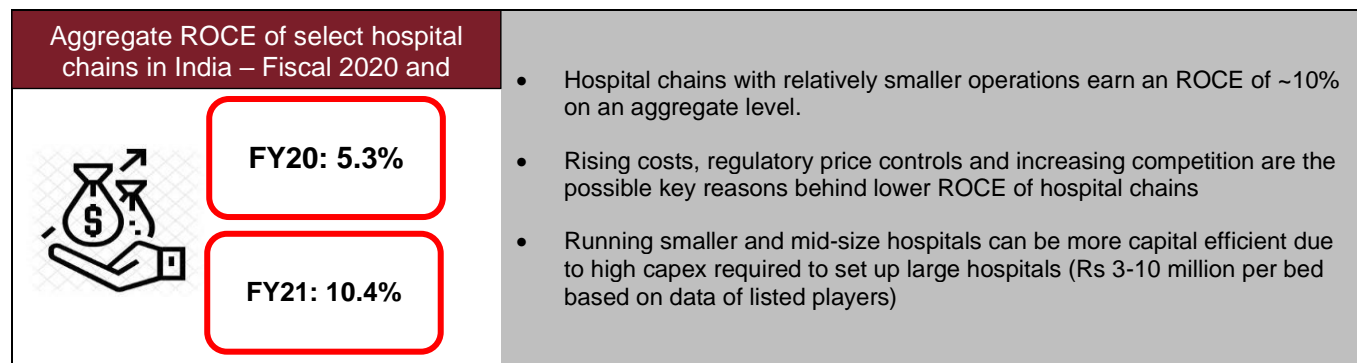 Aggregate ROCE of select hospital
chains in India – Fiscal 2020 and
FY20: 5.3%
$
FY21: 10.4%
• Hospital chains with relatively smaller operations earn an ROCE of ~10%
on an aggregate level.
• Rising costs, regulatory price controls and increasing competition are the
possible key reasons behind lower ROCE of hospital chains
• Running smaller and mid-size hospitals can be more capital efficient due
to high capex required to set up large hospitals (Rs 3-10 million per bed
based on data of listed players)